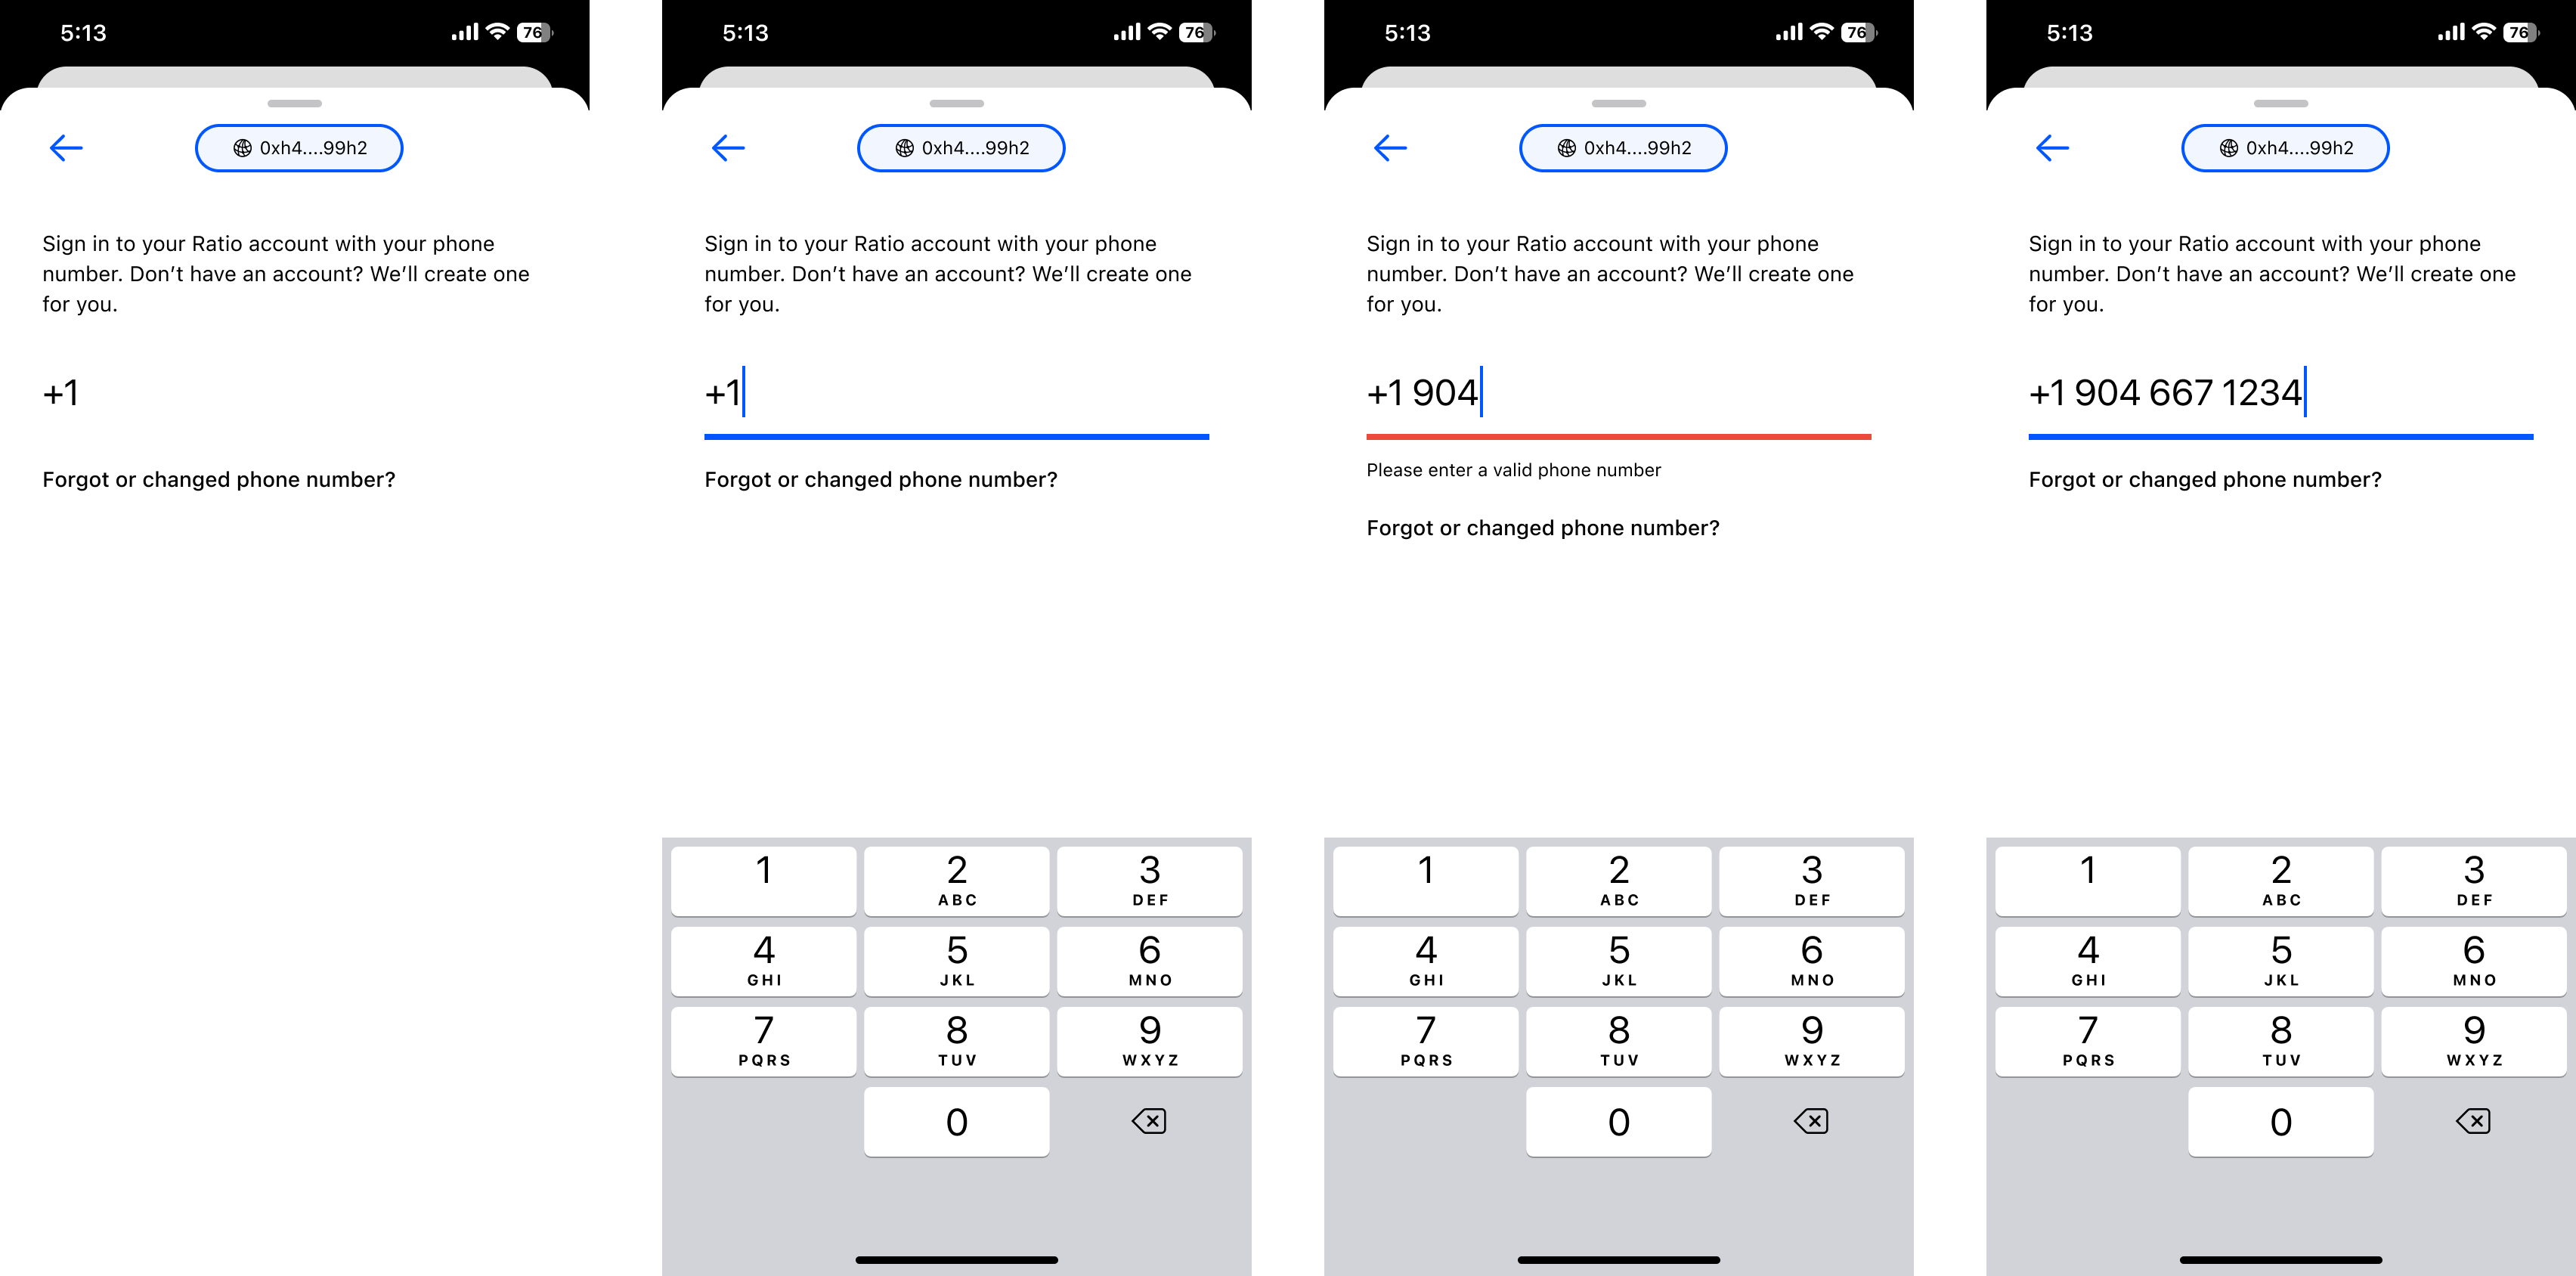 5:13
76
0xh4....99h2
Sign in to your Ratio account with your phone
number. Don’t have an account? We’ll create one
for you.
+1
Forgot or changed phone number?
5:13
76
0xh4....99h2
Sign in to your Ratio account with your phone
number. Don’t have an account? We’ll create one
for you.
+1
Forgot or changed phone number?
1
2
3
ABC
DEF
4
5
6
GHI
JKL
MNO
7
8
9
PQRS
TUV
WXYZ
0
5:13
76
0xh4....99h2
Sign in to your Ratio account with your phone
number. Don’t have an account? We’ll create one
for you.
+1 904
Please enter a valid phone number
Forgot or changed phone number?
1
2
3
ABC
DEF
4
5
6
GHI
JKL
MNO
7
8
9
PQRS
TUV
WXYZ
0
5:13
76
0xh4....99h2
Sign in to your Ratio account with your phone
number. Don’t have an account? We’ll create one
for you.
+1 904 667 1234
Forgot or changed phone number?
1
2
3
ABC
DEF
4
5
6
GHI
JKL
MNO
7
8
9
PQRS
TUV
WXYZ
0